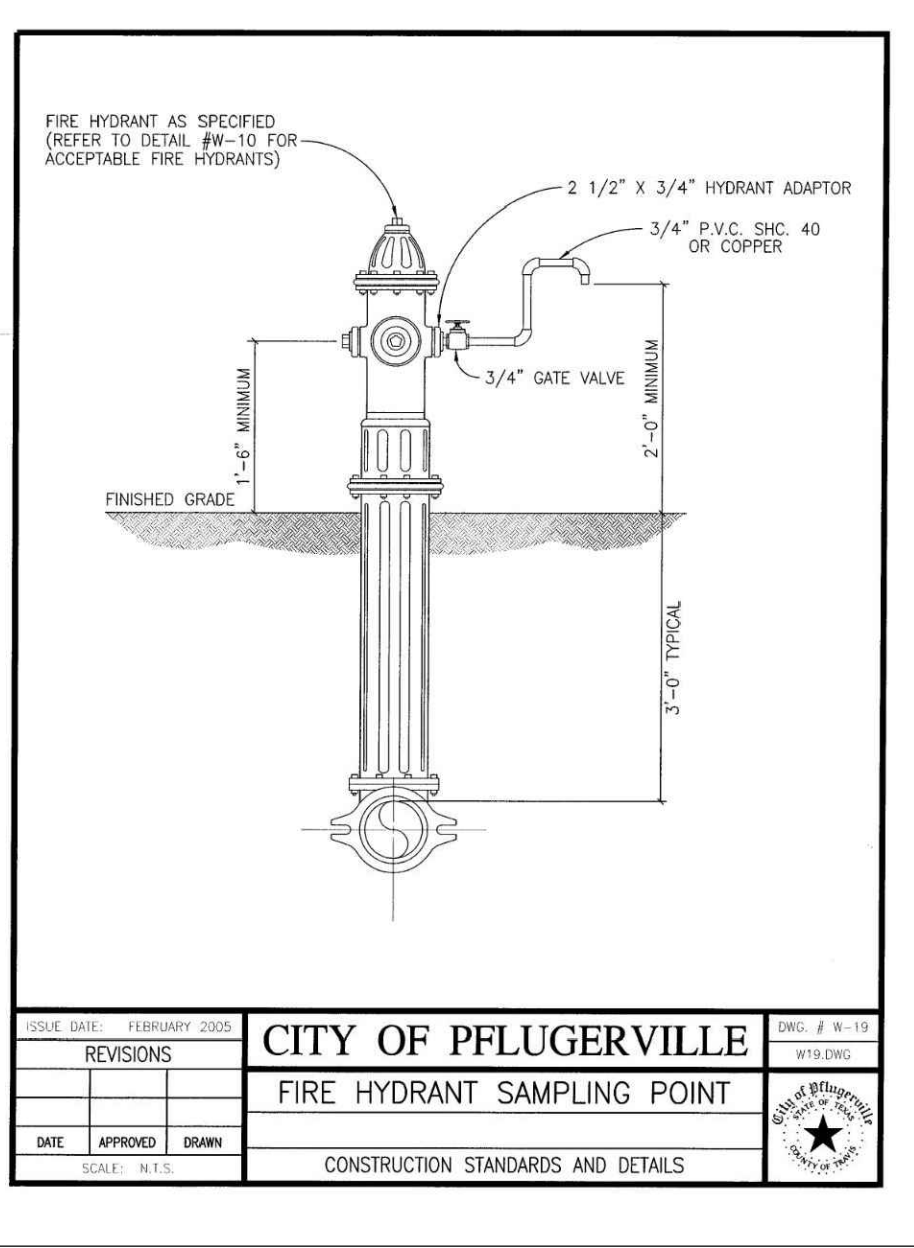 FIRE HYDRANT AS SPECIFIED
(REFER TO DETAIL #W-10 FOR
ACCEPTABLE FIRE HYDRANTS)
2 1/2" X 3/4" HYDRANT ADAPTOR
3/4" P.V.C. SHC. 40
OR COPPER
3/4" GATE VALVE
1'-6" MINIMUM
2'-0" MINIMUM
FINISHED GRADE
3'-0" TYPICAL
ISSUE DATE: FEBRUARY 2005
REVISIONS
DATE APPROVED DRAWN
SCALE: N.T.S.
CITY OF PFLUGERVILLE
FIRE HYDRANT SAMPLING POINT
CONSTRUCTION STANDARDS AND DETAILS
DWG. # W-19
W19.DWG
City of Pflugerville
STATE OF TEXAS
COUNTY OF TRAVIS